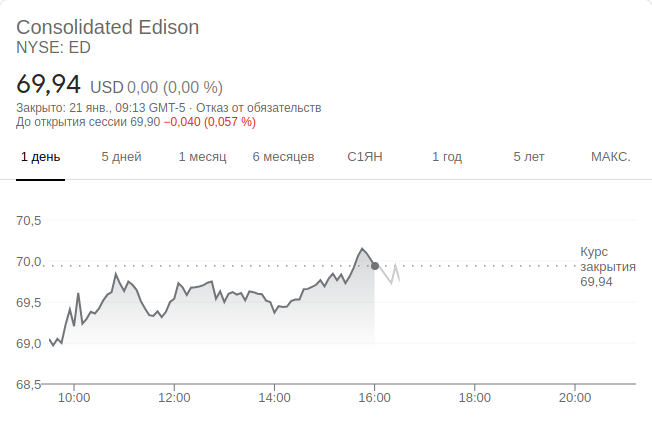 Consolidated Edison
NYSE: ED
69,94 USD 0,00 (0,00 %)
Закрыто: 21 янв., 09:13 GMT-5 · Отказ от обязательств
До открытия сессии 69,90 −0,040 (0,057 %)
1 день 5 дней 1 месяц 6 месяцев С1ЯН 1 год 5 лет МАКС.
70,5
70,0
69,5
69,0
68,5
Курс
закрытия
69,94
10:00 12:00 14:00 16:00 18:00 20:00